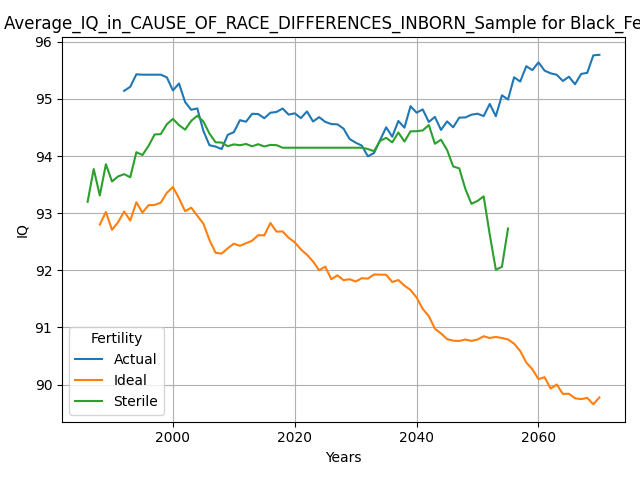 Average_IQ_in_CAUSE_OF_RACE_DIFFERENCES_INBORN_Sample for Black_Fe
96
95
94
93
92
91
90
IQ
Fertility
Actual
Ideal
Sterile
2000 2020 2040 2060
Years